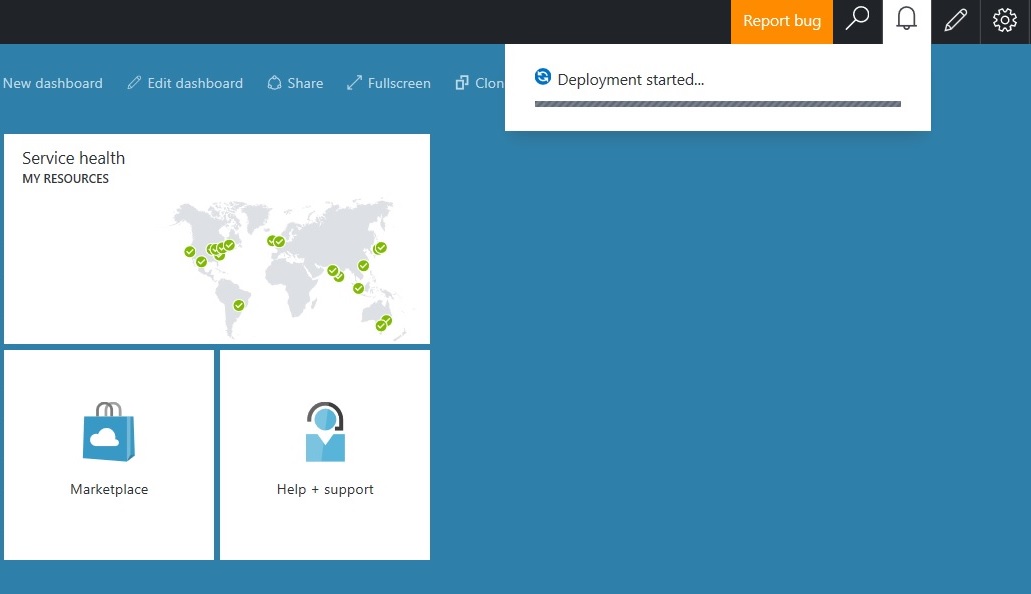 Report bug
Deployment started...
New dashboard Edit dashboard Share Fullscreen Clon
Service health
MY RESOURCES
Marketplace
Help + support